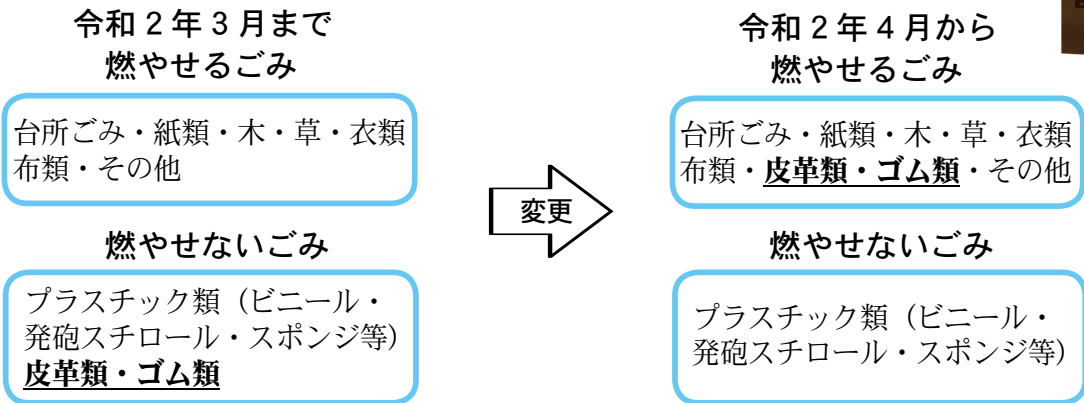 令和２年３月まで
燃やせるごみ
台所ごみ・紙類・木・草・衣類
布類・その他
燃やせないごみ
プラスチック類（ビニール・
発砲スチロール・スポンジ等）
皮革類・ゴム類
変更
令和２年４月から
燃やせるごみ
台所ごみ・紙類・木・草・衣類
布類・皮革類・ゴム類・その他
燃やせないごみ
プラスチック類（ビニール・
発砲スチロール・スポンジ等）